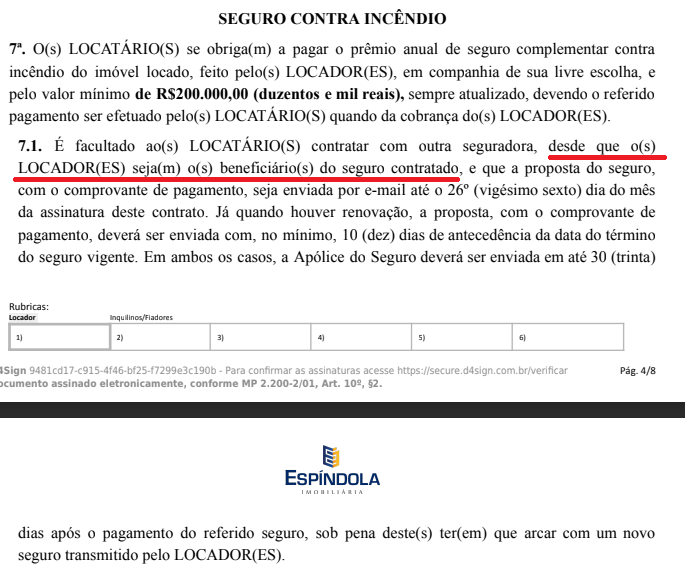 SEGURO CONTRA INCÊNDIO
7ª. O(s) LOCATÁRIO(S) se obriga(m) a pagar o prêmio anual de seguro complementar contra
incêndio do imóvel locado, feito pelo(s) LOCADOR(ES), em companhia de sua livre escolha, e
pelo valor mínimo de R$200.000,00 (duzentos e mil reais), sempre atualizado, devendo o referido
pagamento ser efetuado pelo(s) LOCATÁRIO(S) quando da cobrança do(s) LOCADOR(ES).
7.1. É facultado ao(s) LOCATÁRIO(S) contratar com outra seguradora, desde que o(s)
LOCADOR(ES) seja(m) o(s) beneficiário(s) do seguro contratado, e que a proposta do seguro,
com o comprovante de pagamento, seja enviada por e-mail até o 26º (vigésimo sexto) dia do mês
da assinatura deste contrato. Já quando houver renovação, a proposta, com o comprovante de
pagamento, deverá ser enviada com, no mínimo, 10 (dez) dias de antecedência da data do término
do seguro vigente. Em ambos os casos, a Apólice do Seguro deverá ser enviada em até 30 (trinta)
Rubricas:
Locador Inquilinos/Fiadores
1) 2) 3) 4) 5) 6)
4Sign 9481cd17-c915-4f46-bf25-f7299e3c190b - Para confirmar as assinaturas acesse https://secure.d4sign.com.br/verificar Pág. 4/8
ocumento assinado eletronicamente, conforme MP 2.200-2/01, Art. 10º, §2.
ESPÍNDOLA
IMOBILIÁRIA
dias após o pagamento do referido seguro, sob pena deste(s) ter(em) que arcar com um novo
seguro transmitido pelo LOCADOR(ES).